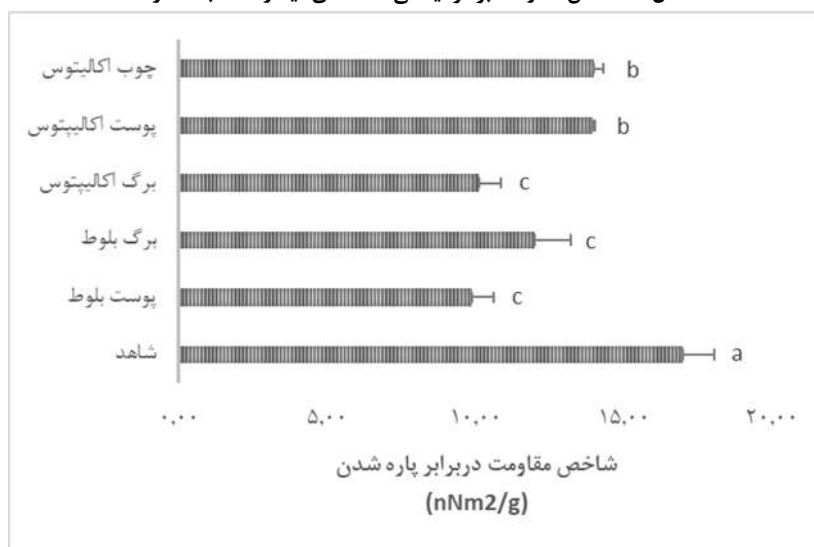 چوب اکالیتوس b
پوست اکالیپتوس b
برگ اکالیپتوس c
برگ بلوط c
پوست بلوط c
شاهد a
۰,۰۰ ۵,۰۰ ۱۰,۰۰ ۱۵,۰۰ ۲۰,۰۰
شاخص مقاومت دربرابر پاره شدن
(nNm2/g)